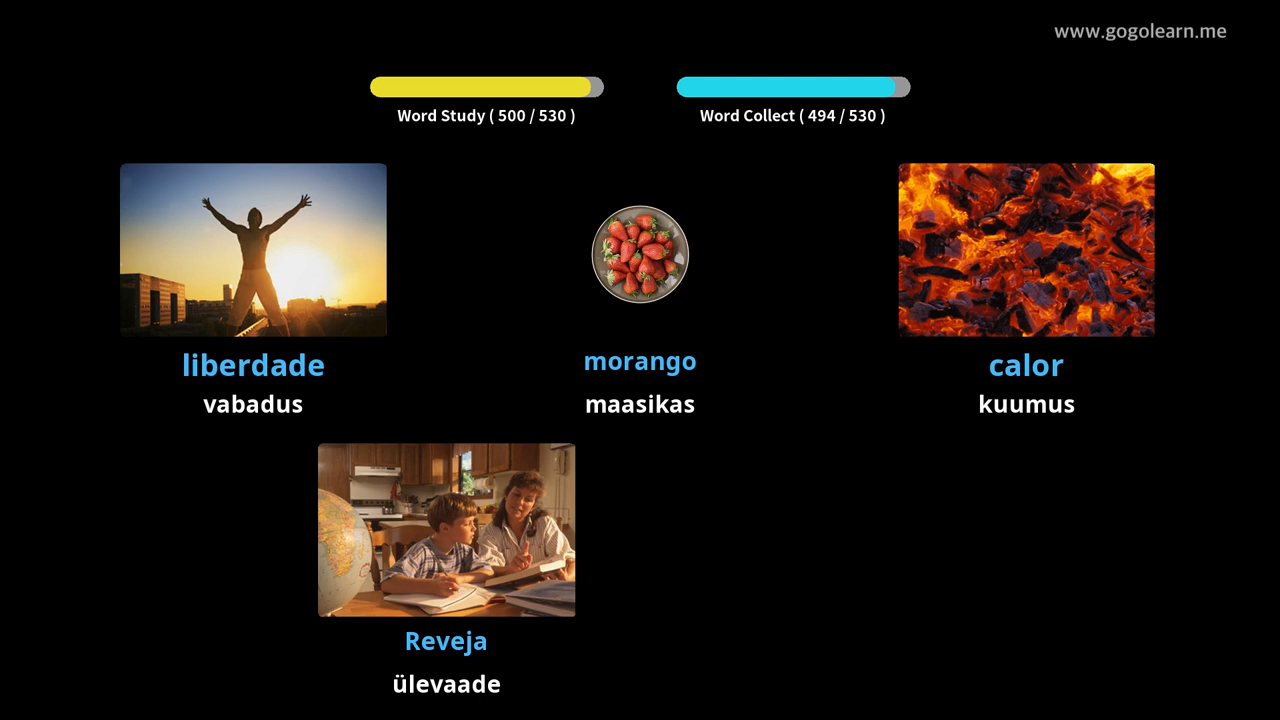 www.gogolearn.me
Word Study ( 500 / 530 )
Word Collect ( 494 / 530 )
liberdade
vabadus
morango
maasikas
calor
kuumus
Reveja
ülevaade